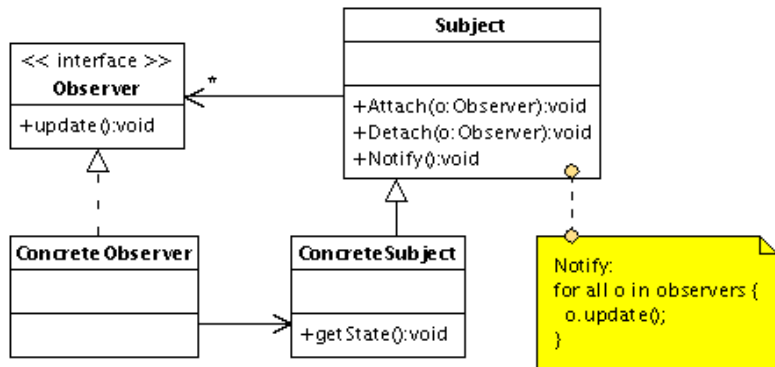 << interface >>
Observer
+update():void
*
Subject
+Attach(o:Observer):void
+Detach(o:Observer):void
+Notify():void
ConcreteObserver
ConcreteSubject
+getState():void
Notify:
for all o in observers {
o.update();
}